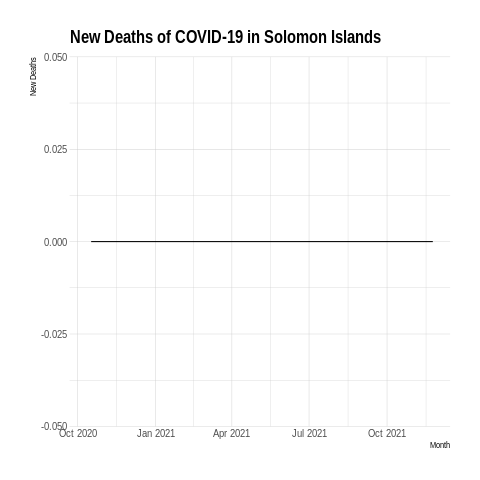 New Deaths of COVID-19 in Solomon Islands
New Deaths
0.050
0.025
0.000
-0.025
-0.050
Oct 2020 Jan 2021 Apr 2021 Jul 2021 Oct 2021
Month